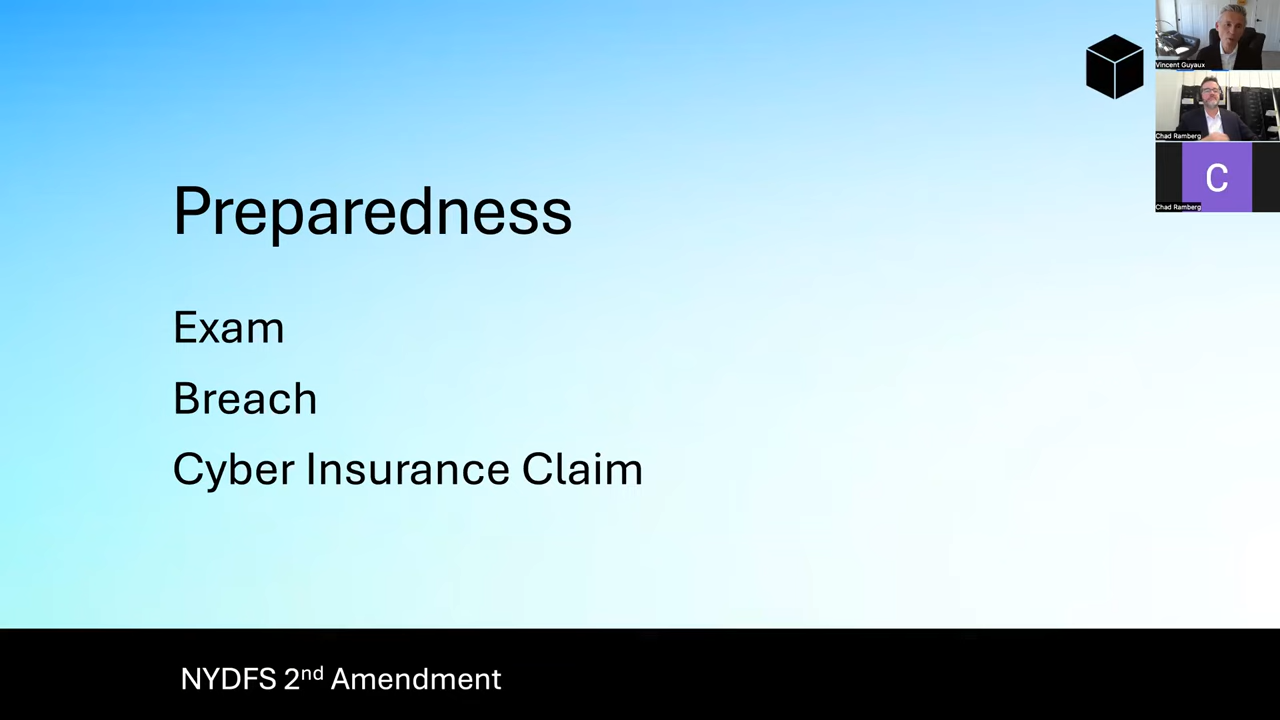 Preparedness
Exam
Breach
Cyber Insurance Claim
NYDFS 2nd Amendment
Vincent Guyaux
Chad Ramberg
C
Chad Ramberg